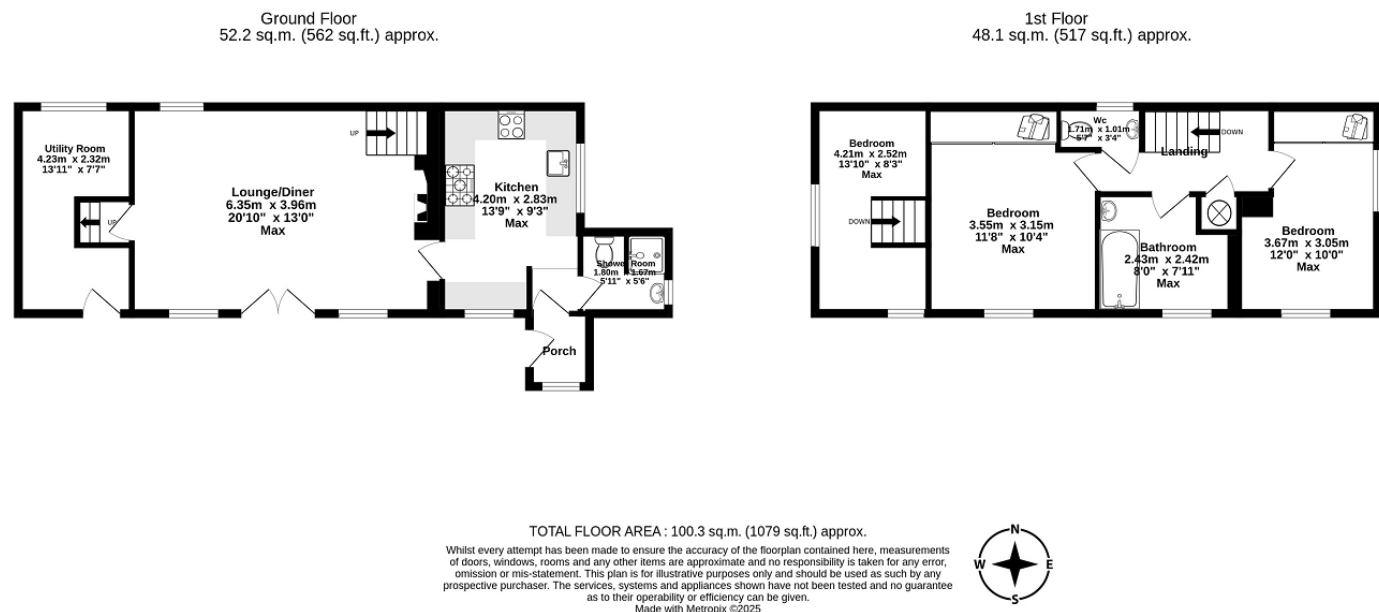 Ground Floor
52.2 sq.m. (562 sq.ft.) approx.
1st Floor
48.1 sq.m. (517 sq.ft.) approx.
Utility Room
4.23m x 2.32m
13'11" x 7'7"
UP
UP
Lounge/Diner
6.35m x 3.96m
20'10" x 13'0"
Max
Kitchen
4.20m x 2.83m
13'9" x 9'3"
Max
Shower Room
1.80m x 1.67m
5'11" x 5'6"
Porch
Bedroom
4.21m x 2.52m
13'10" x 8'3"
Max
DOWN
Bedroom
3.55m x 3.15m
11'8" x 10'4"
Max
Wc
1.71m x 1.01m
5'7" x 3'4"
DOWN
Landing
Bathroom
2.43m x 2.42m
8'0" x 7'11"
Max
Bedroom
3.67m x 3.05m
12'0" x 10'0"
Max
TOTAL FLOOR AREA : 100.3 sq.m. (1079 sq.ft.) approx.
Whilst every attempt has been made to ensure the accuracy of the floorplan contained here, measurements
of doors, windows, rooms and any other items are approximate and no responsibility is taken for any error,
omission or mis-statement. This plan is for illustrative purposes only and should be used as such by any
prospective purchaser. The services, systems and appliances shown have not been tested and no guarantee
as to their operability or efficiency can be given.
Made with Metropix ©2025
N
W E
S